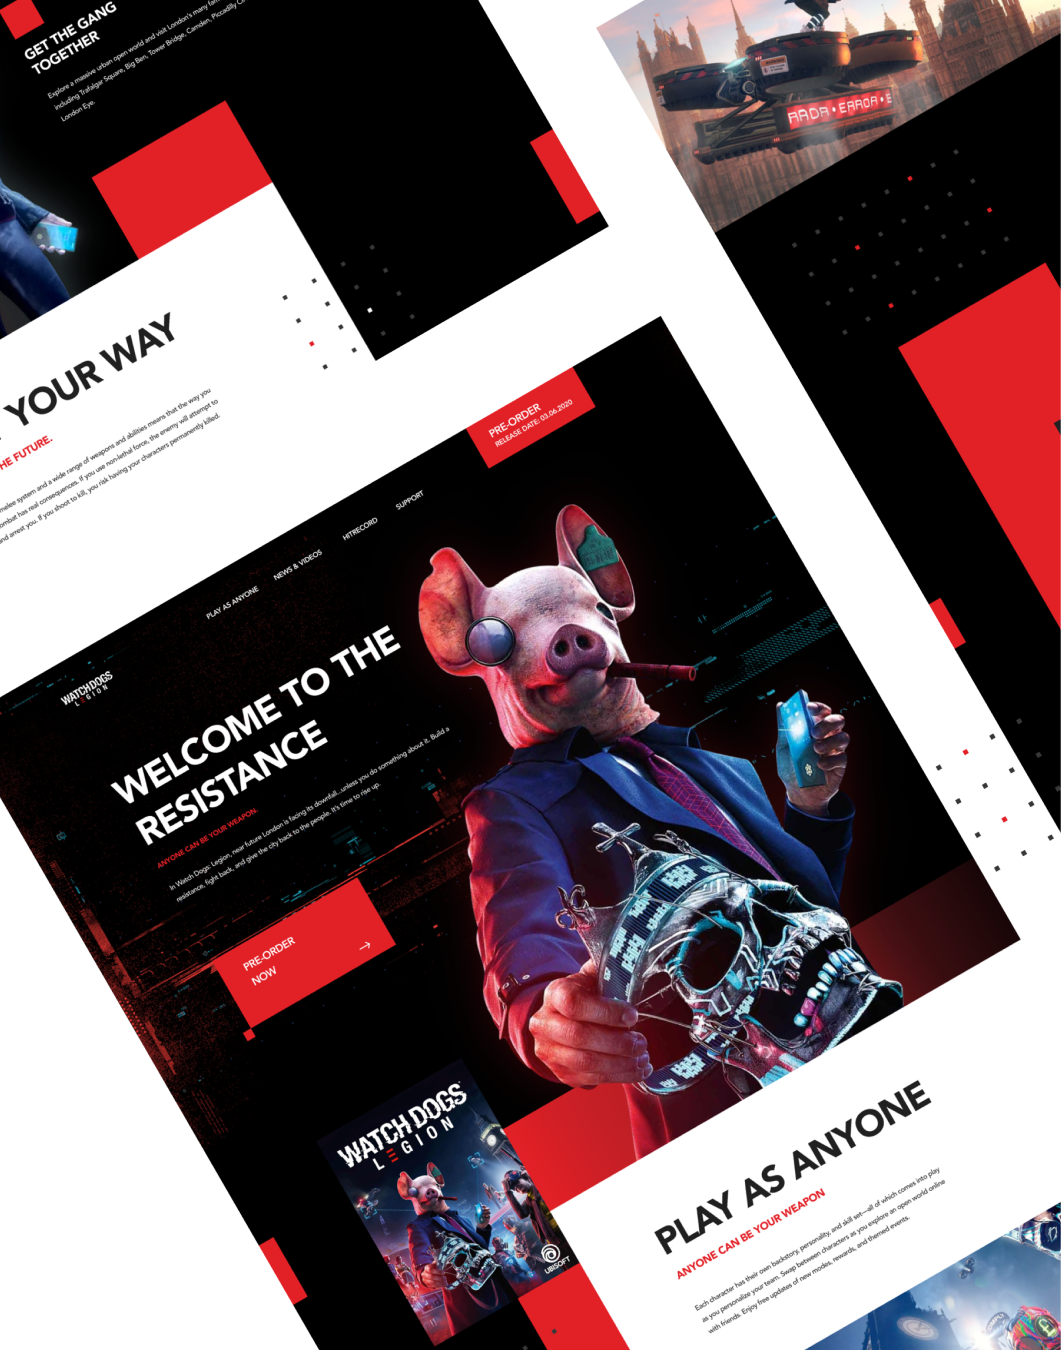 GET THE GANG
TOGETHER
Explore a massive urban open world and visit London's many fam
including Trafalgar Square, Big Ben, Tower Bridge, Camden, Piccadilly C
London Eye.
ERROR • E
YOUR WAY
HE FUTURE.
melee system and a wide range of weapons and abilities means that the way you
ombat has real consequences. If you use non-lethal force, the enemy will attempt to
and arrest you. If you shoot to kill, you risk having your characters permanently killed.
PRE-ORDER
RELEASE DATE: 03.06.2020
PLAY AS ANYONE
NEWS & VIDEOS
HITRECORD
SUPPORT
WATCH DOGS
LEGION
WELCOME TO THE
RESISTANCE
ANYONE CAN BE YOUR WEAPON.
In Watch Dogs: Legion, near future London is facing its downfall...unless you do something about it. Build a
resistance, fight back, and give the city back to the people. It's time to rise up.
PRE-ORDER
NOW
WATCH DOGS
LEGION
UBISOFT
PLAY AS ANYONE
ANYONE CAN BE YOUR WEAPON
Each character has their own backstory, personality, and skill set—all of which comes into play
as you personalize your team. Swap between characters as you explore an open world online
with friends. Enjoy free updates of new modes, rewards, and themed events.